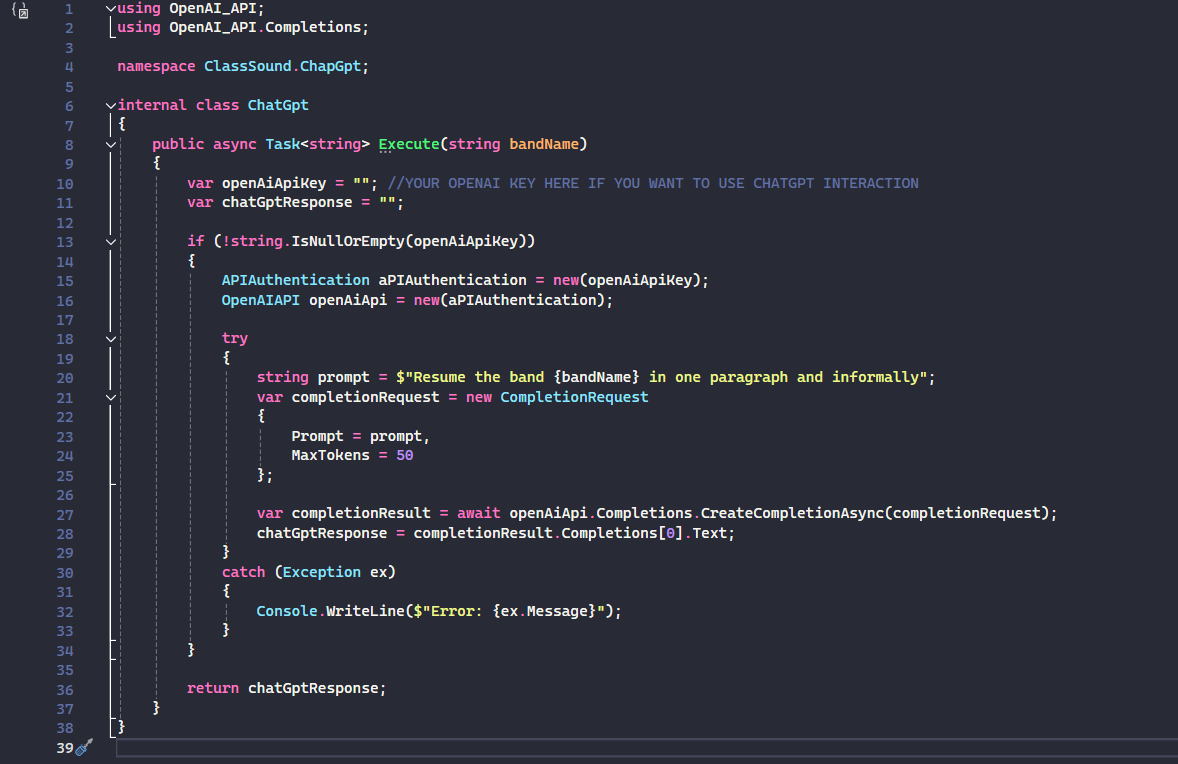 1 using OpenAI_API;
2 using OpenAI_API.Completions;
3
4 namespace ClassSound.ChapGpt;
5
6 internal class ChatGpt
7 {
8     public async Task<string> Execute(string bandName)
9     {
10         var openAiApiKey = ""; //YOUR OPENAI KEY HERE IF YOU WANT TO USE CHATGPT INTERACTION
11         var chatGptResponse = "";
12
13         if (!string.IsNullOrEmpty(openAiApiKey))
14         {
15             APIAuthentication aPIAuthentication = new(openAiApiKey);
16             OpenAIAPI openAiApi = new(aPIAuthentication);
17
18             try
19             {
20                 string prompt = $"Resume the band {bandName} in one paragraph and informally";
21                 var completionRequest = new CompletionRequest
22                 {
23                     Prompt = prompt,
24                     MaxTokens = 50
25                 };
26
27                 var completionResult = await openAiApi.Completions.CreateCompletionAsync(completionRequest);
28                 chatGptResponse = completionResult.Completions[0].Text;
29             }
30             catch (Exception ex)
31             {
32                 Console.WriteLine($"Error: {ex.Message}");
33             }
34         }
35
36         return chatGptResponse;
37     }
38 }
39